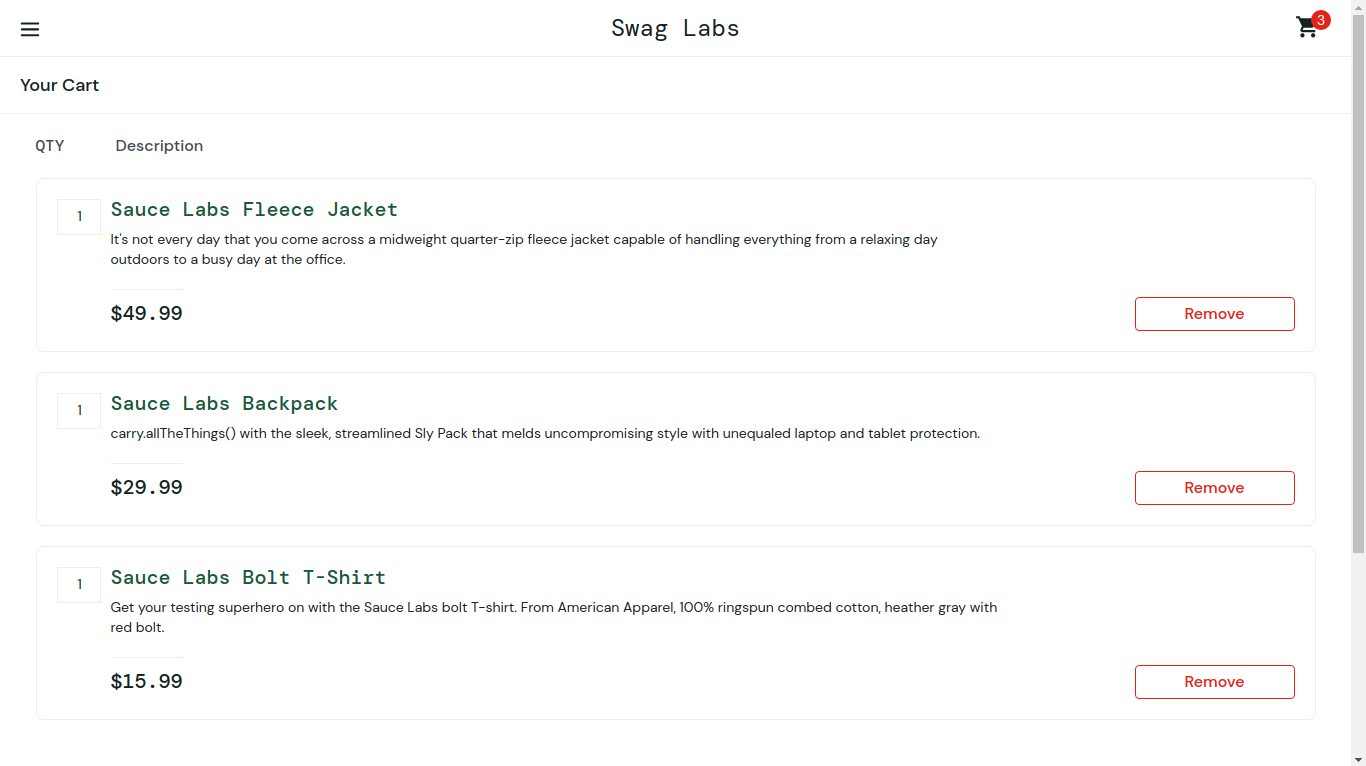 Swag Labs
3
Your Cart
QTY
Description
1
Sauce Labs Fleece Jacket
It's not every day that you come across a midweight quarter-zip fleece jacket capable of handling everything from a relaxing day
outdoors to a busy day at the office.
$49.99
Remove
1
Sauce Labs Backpack
carry.allTheThings() with the sleek, streamlined Sly Pack that melds uncompromising style with unequaled laptop and tablet protection.
$29.99
Remove
1
Sauce Labs Bolt T-Shirt
Get your testing superhero on with the Sauce Labs bolt T-shirt. From American Apparel, 100% ringspun combed cotton, heather gray with
red bolt.
$15.99
Remove